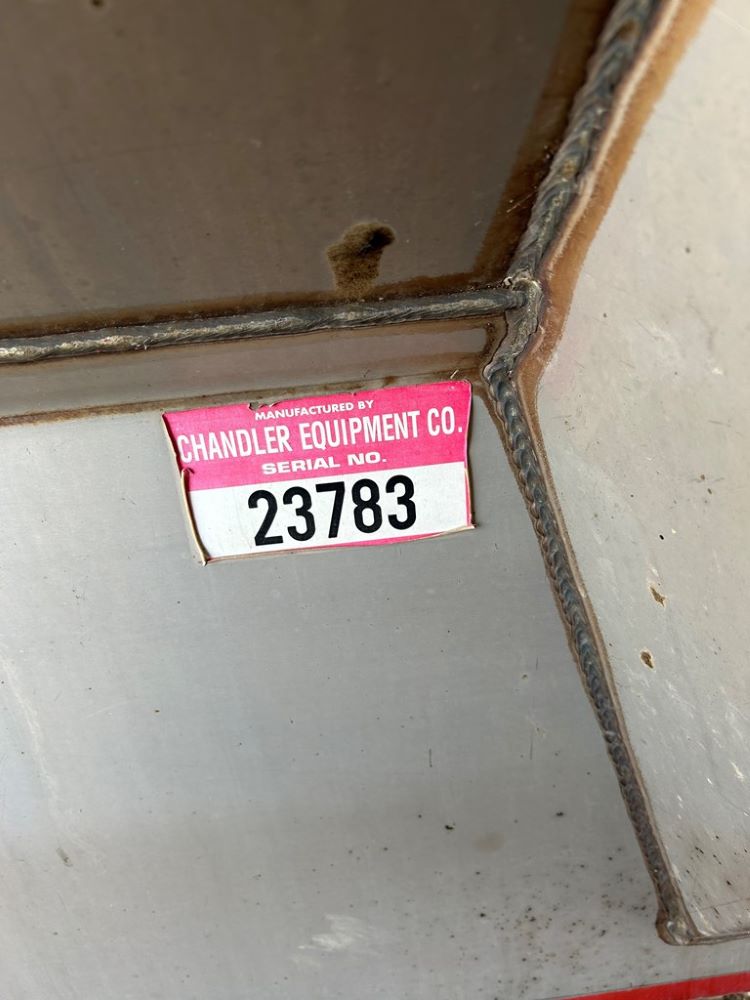 MANUFACTURED BY
CHANDLER EQUIPMENT CO.
SERIAL NO.
23783